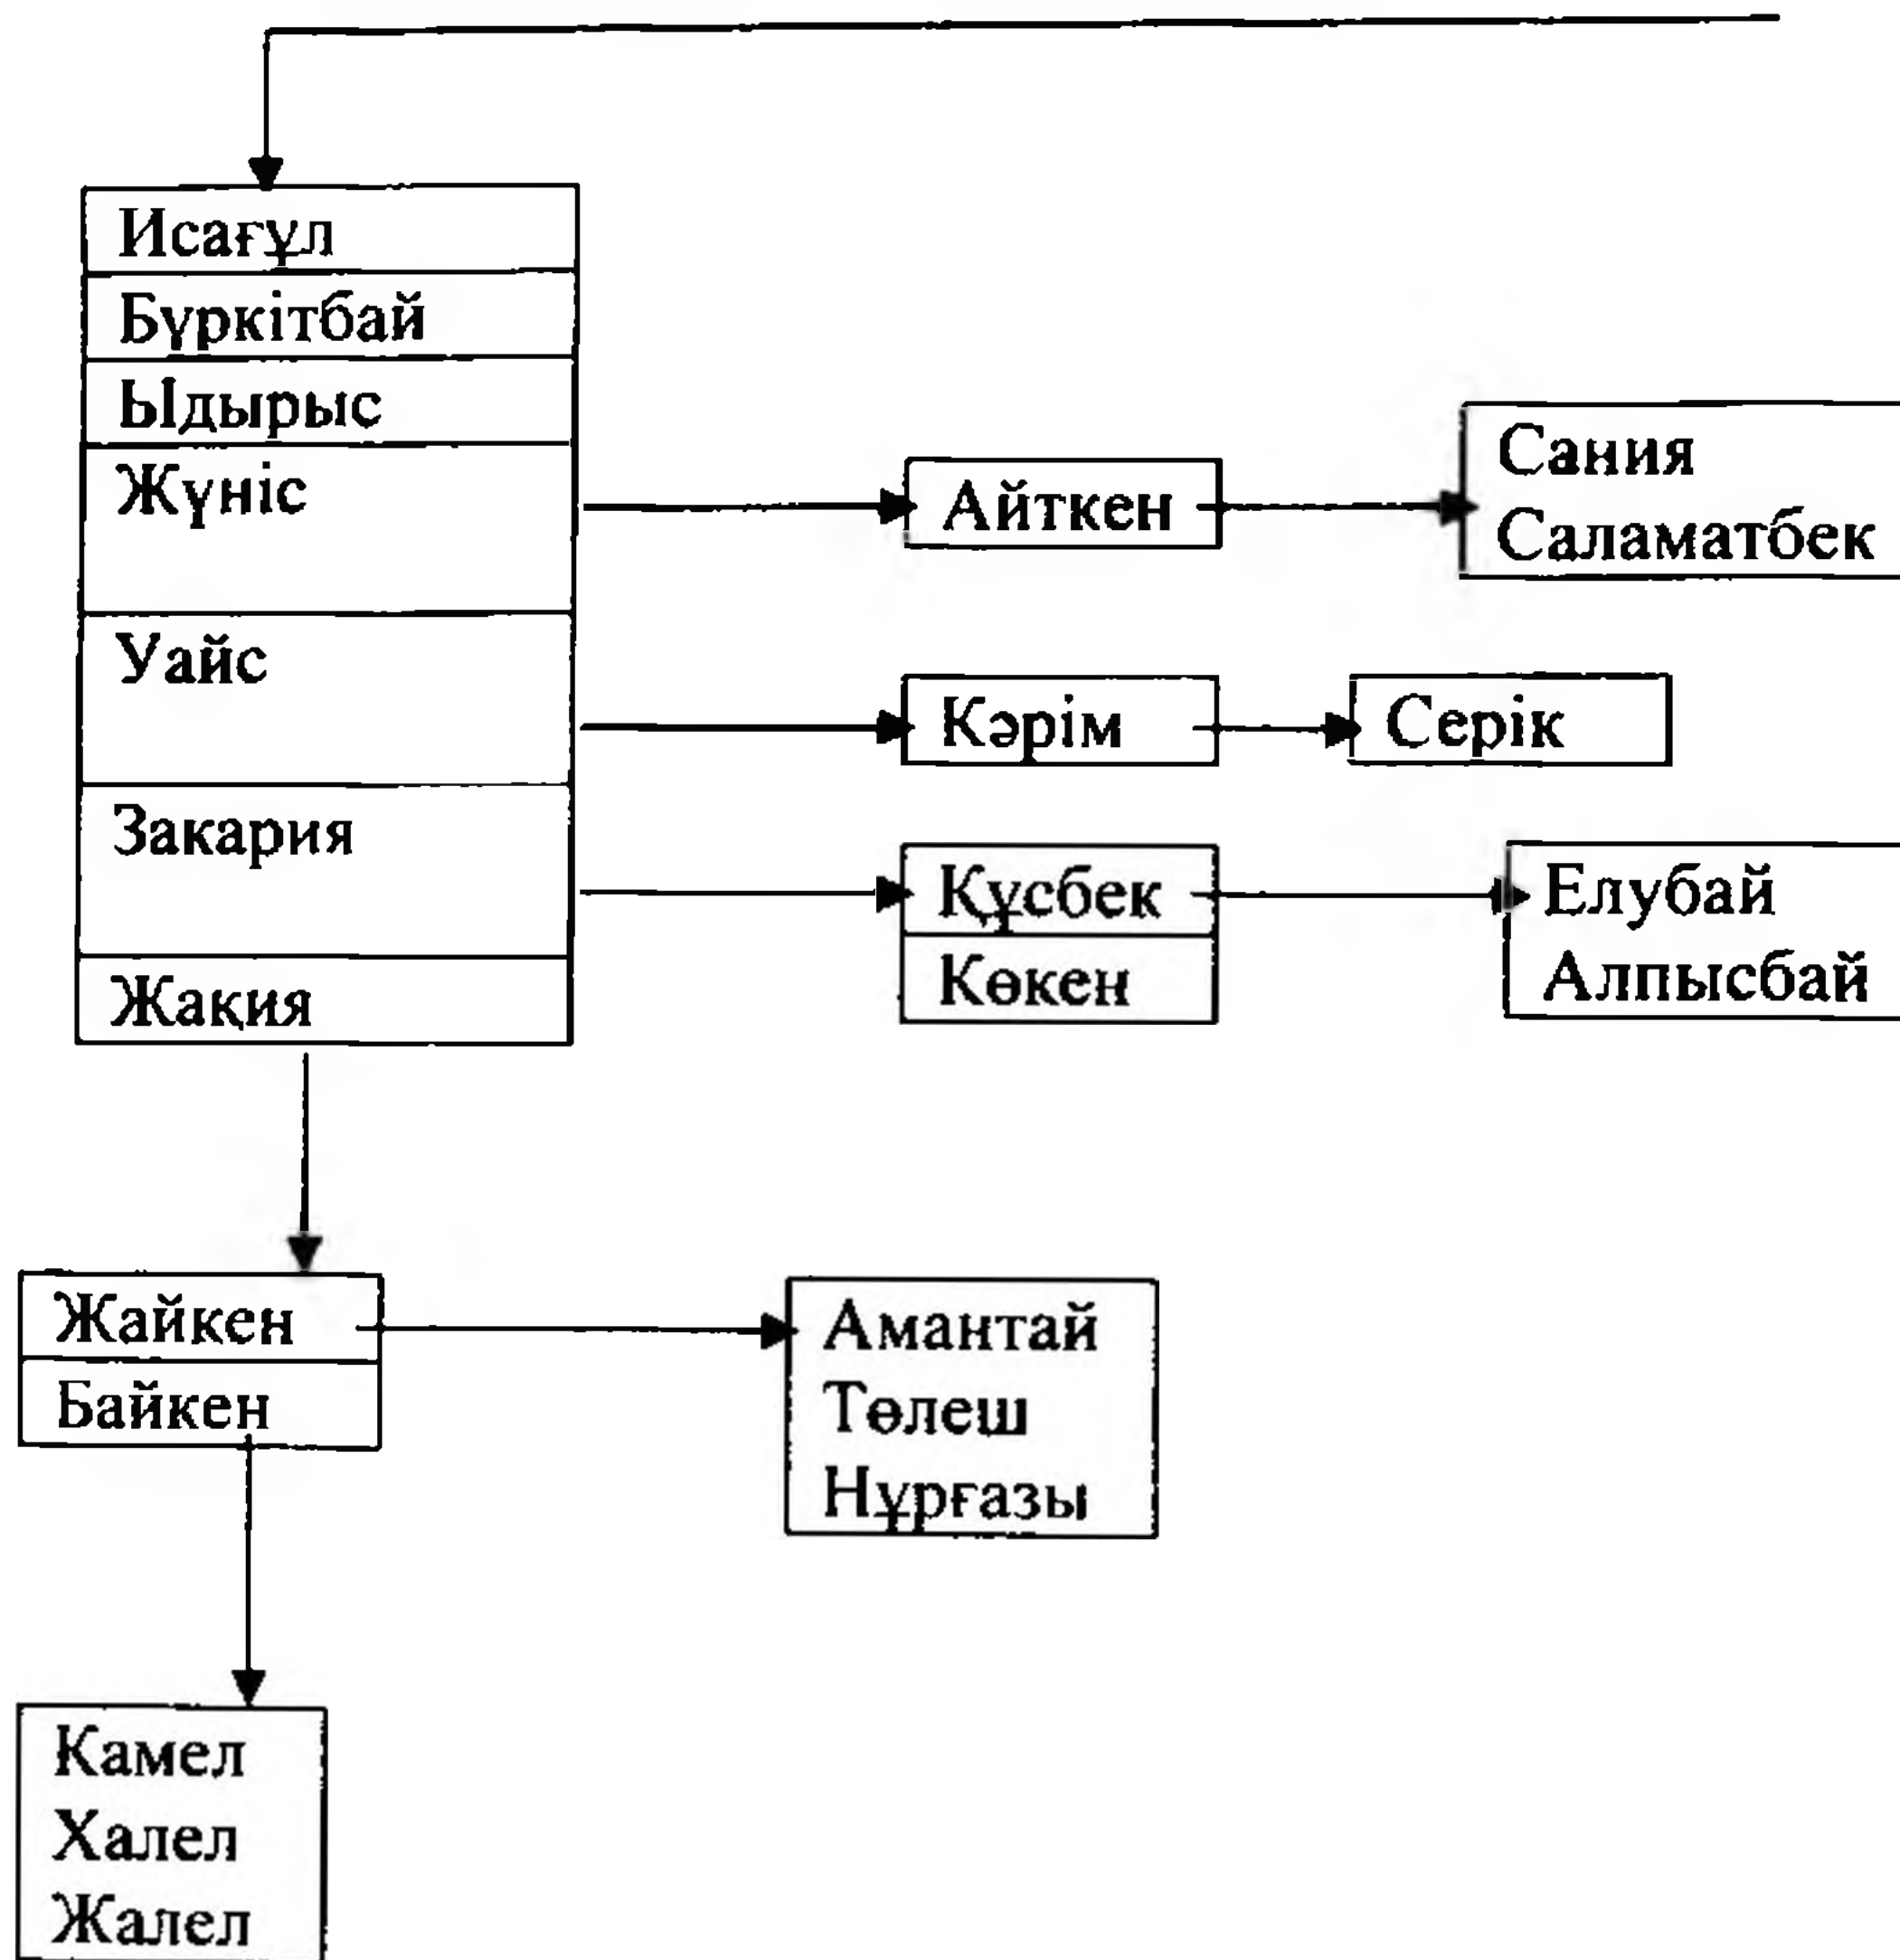 Исағұл
Бүркітбай
Ыдырыс
Жүніс
Айткен
Сания
Саламатбек
Уайс
Кәрім
Серік
Закария
Құсбек
Көкен
Елубай
Алпысбай
Жақия
Жайкен
Байкен
Амантай
Төлеш
Нұрғазы
Камел
Халел
Жалел